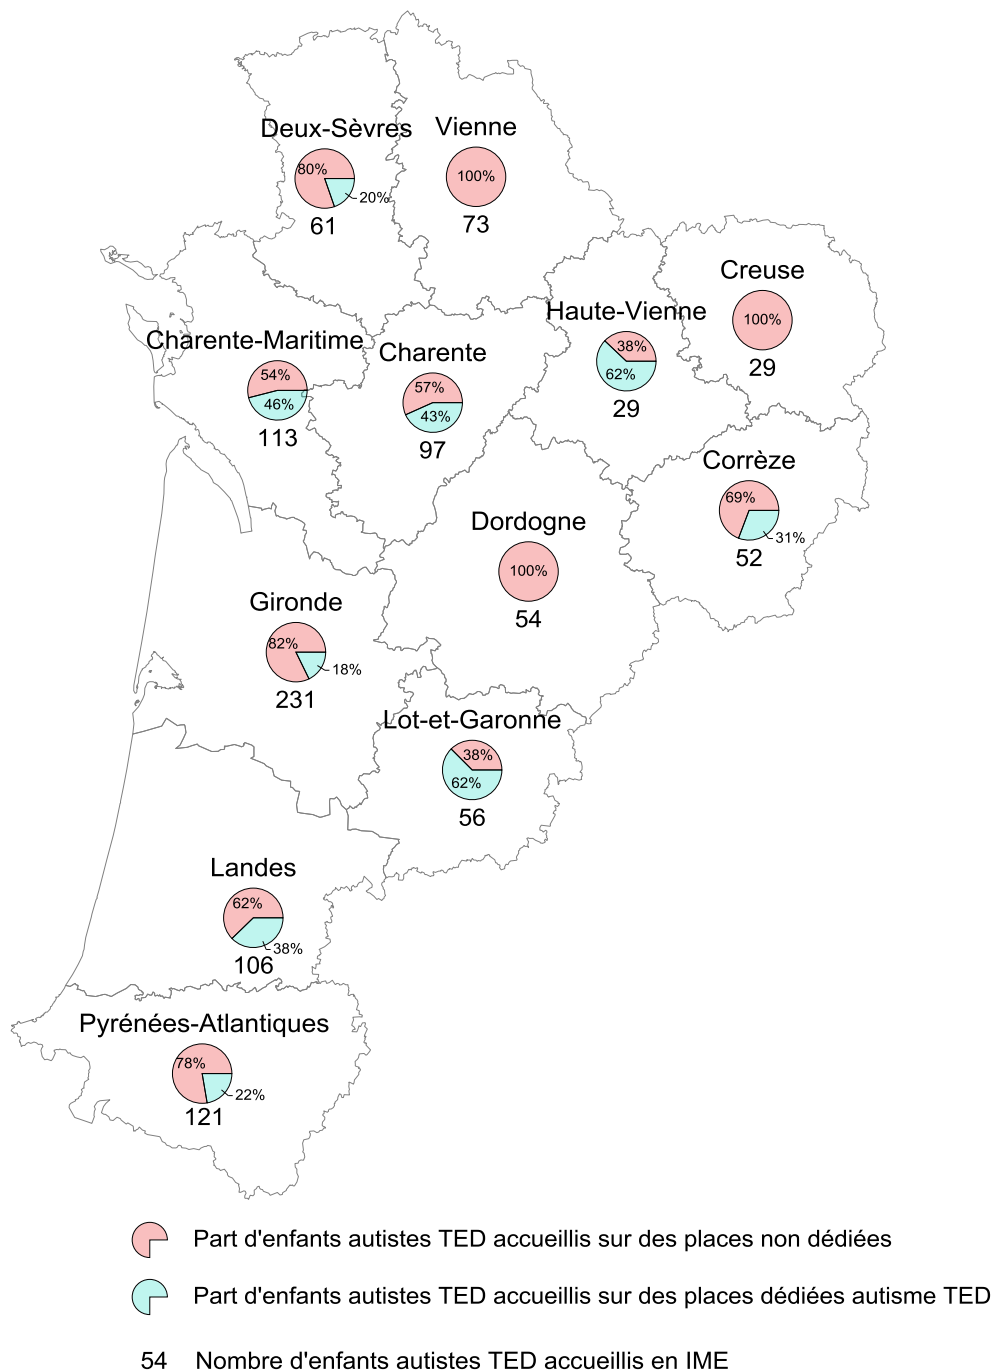 Deux-Sèvres
80%
20%
61
Vienne
100%
73
Creuse
100%
29
Haute-Vienne
38%
62%
29
Charente-Maritime
54%
46%
113
Charente
57%
43%
97
Corrèze
69%
31%
52
Dordogne
100%
54
Gironde
82%
18%
231
Lot-et-Garonne
38%
62%
56
Landes
62%
38%
106
Pyrénées-Atlantiques
78%
22%
121
Part d'enfants autistes TED accueillis sur des places non dédiées
Part d'enfants autistes TED accueillis sur des places dédiées autisme TED
54 Nombre d'enfants autistes TED accueillis en IME